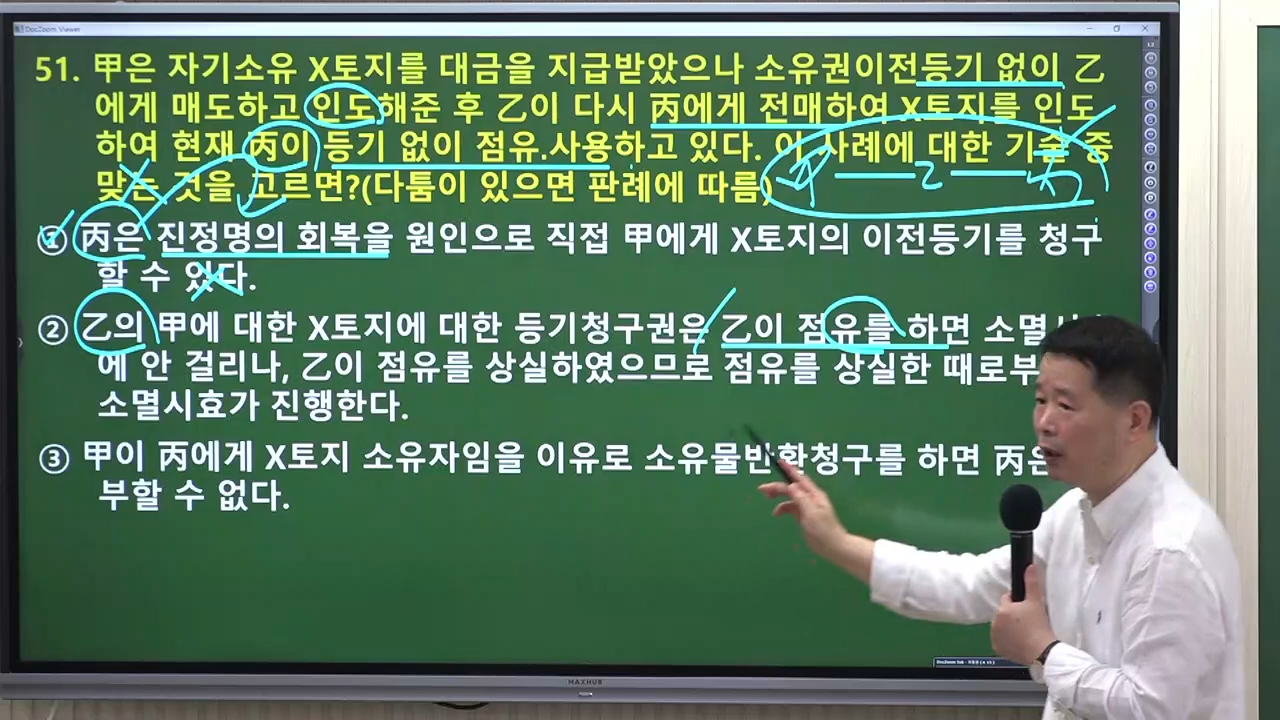 DocZoom Viewer
51. 甲은 자기소유 X토지를 대금을 지급받았으나 소유권이전등기 없이 乙
에게 매도하고 인도해준 후 乙이 다시 丙에게 전매하여 X토지를 인도
하여 현재 丙이 등기 없이 점유.사용하고 있다. 이 사례에 대한 기술 중
맞는 것을 고르면?(다툼이 있으면 판례에 따름)
甲 乙 丙
① 丙은 진정명의 회복을 원인으로 직접 甲에게 X토지의 이전등기를 청구
할 수 있다.
② 乙의 甲에 대한 X토지에 대한 등기청구권은 乙이 점유를 하면
에 안 걸리나, 乙이 점유를 상실하였으므로 점유를 상실한
소멸시효가 진행한다.
③ 甲이 丙에게 X토지 소유자임을 이유로 소유물반환청구를 하면 丙은
부할 수 없다.
MAXHUB